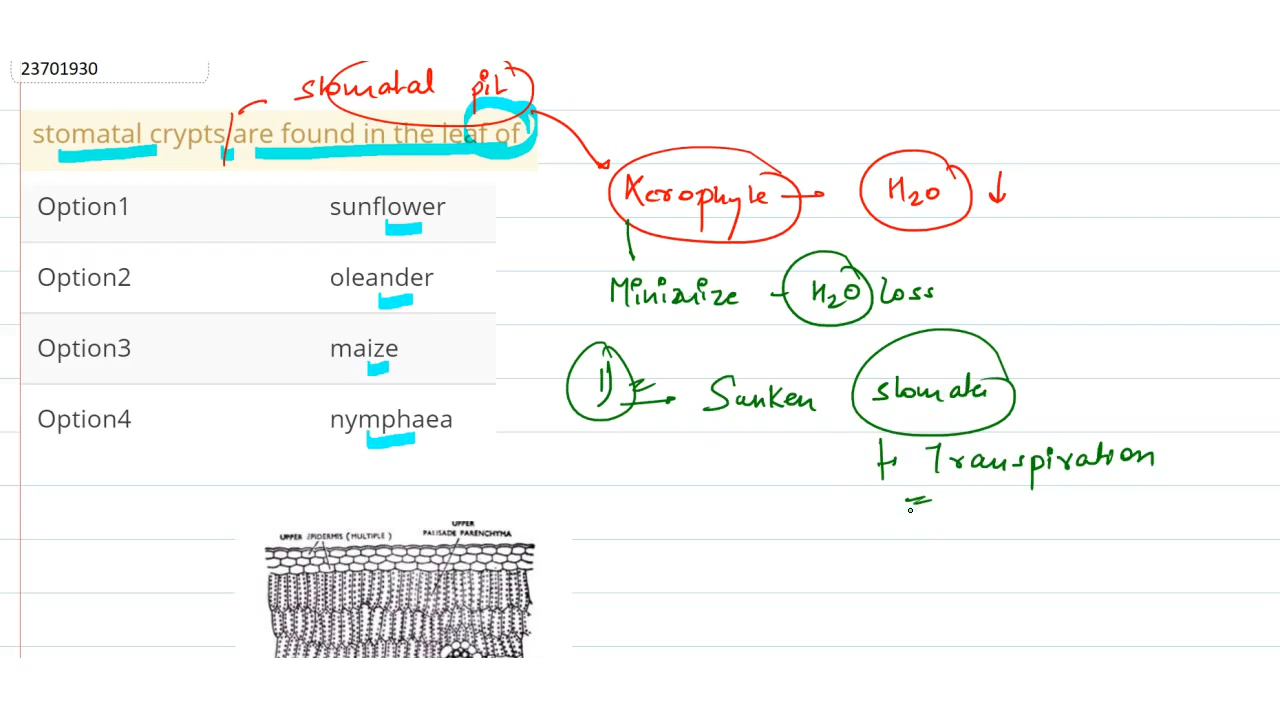 23701930
stomatal pit
stomatal crypts are found in the leaf of
Option1 sunflower
Option2 oleander
Option3 maize
Option4 nymphaea
Xerophyte → H2O ↓
Minimize - H2O loss
1) → Sunken stomata
Transpiration
UPPER EPIDERMIS (MULTIPLE)
UPPER
PALISADE PARENCHYMA